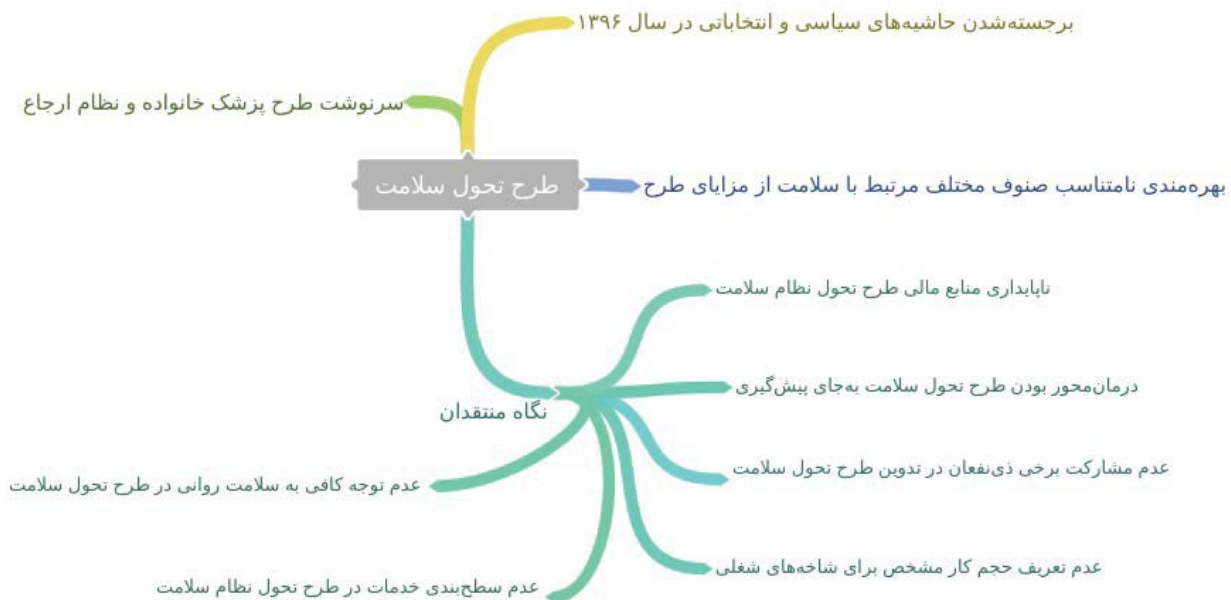 برجسته‌شدن حاشیه‌های سیاسی و انتخاباتی در سال ۱۳۹۶
سرنوشت طرح پزشک خانواده و نظام ارجاع
طرح تحول سلامت
بهره‌مندی نامتناسب صنوف مختلف مرتبط با سلامت از مزایای طرح
ناپایداری منابع مالی طرح تحول نظام سلامت
درمان‌محور بودن طرح تحول سلامت به‌جای پیش‌گیری
نگاه منتقدان
عدم مشارکت برخی ذی‌نفعان در تدوین طرح تحول سلامت
عدم توجه کافی به سلامت روانی در طرح تحول سلامت
عدم تعریف حجم کار مشخص برای شاخه‌های شغلی
عدم سطح‌بندی خدمات در طرح تحول نظام سلامت